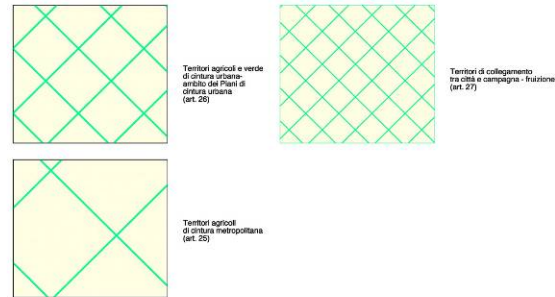 Territori agricoli e verde
di cintura urbana-
ambito dei Piani di
cintura urbana
(art. 26)
Territori di collegamento
tra città e campagna - fruizione
(art. 27)
Territori agricoli
di cintura metropolitana
(art. 25)